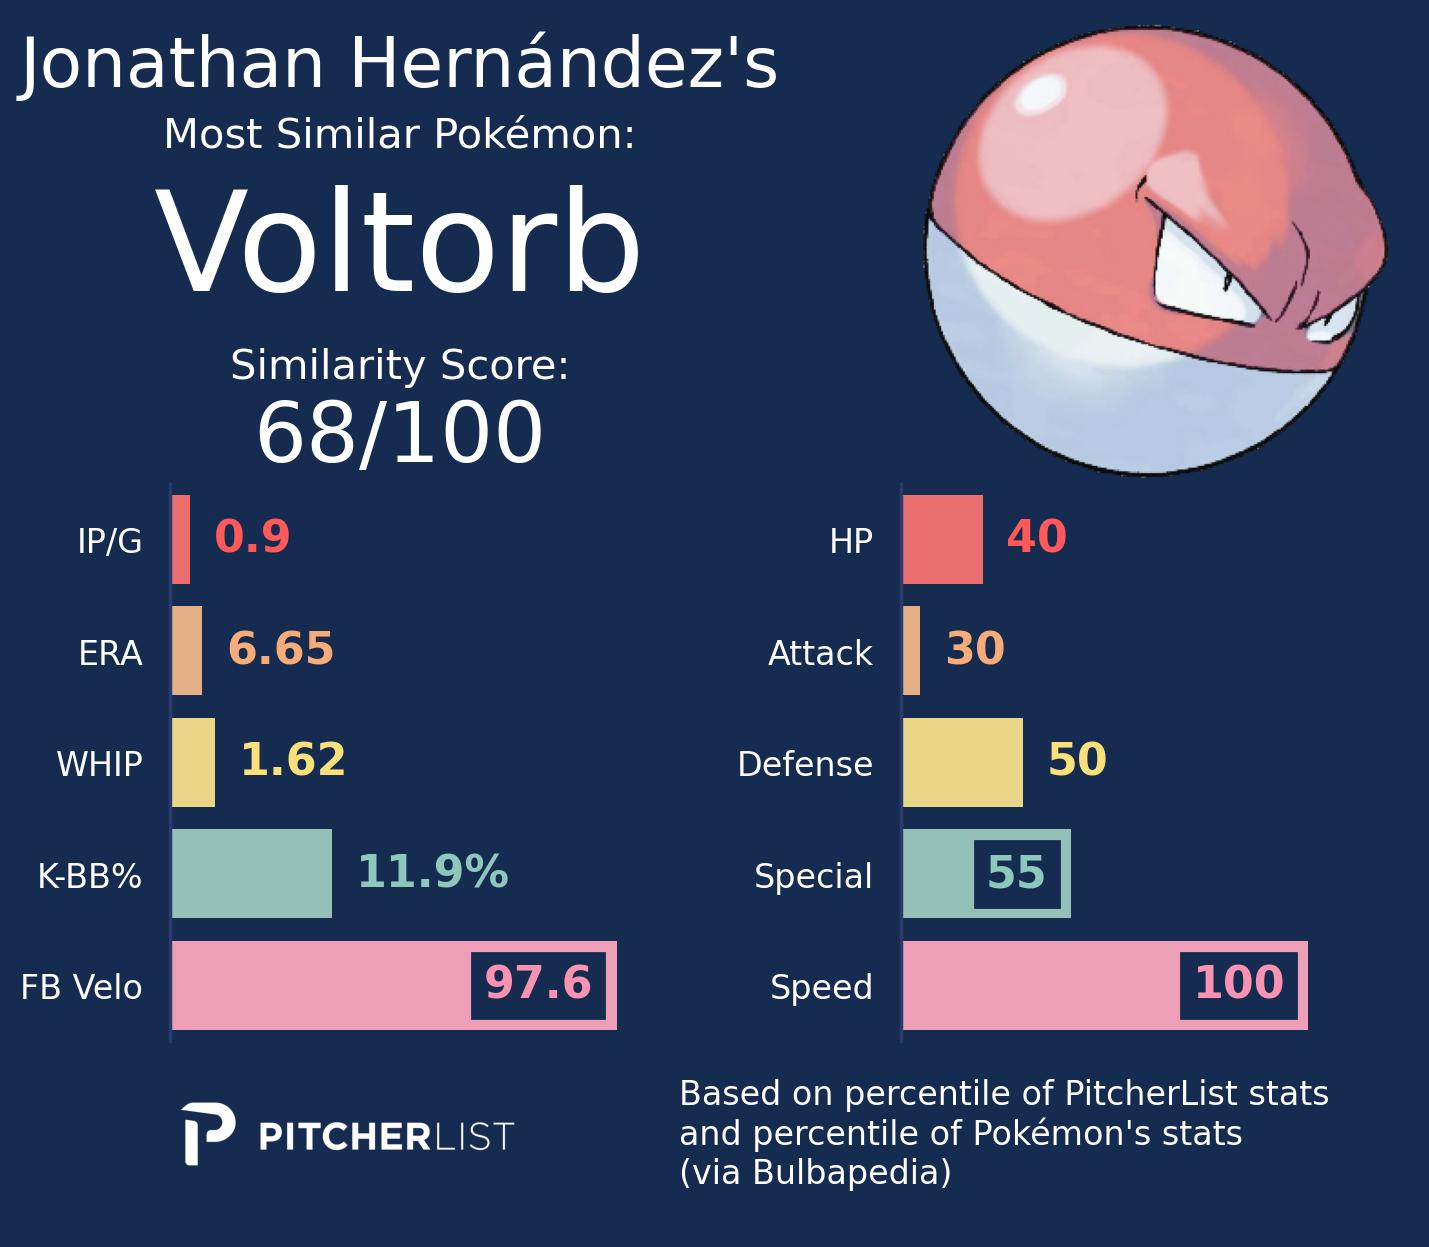 Jonathan Hernández's
Most Similar Pokémon:
Voltorb
Similarity Score:
68/100
IP/G 0.9
ERA 6.65
WHIP 1.62
K-BB% 11.9%
FB Velo 97.6
HP 40
Attack 30
Defense 50
Special 55
Speed 100
PITCHERLIST
Based on percentile of PitcherList stats
and percentile of Pokémon's stats
(via Bulbapedia)